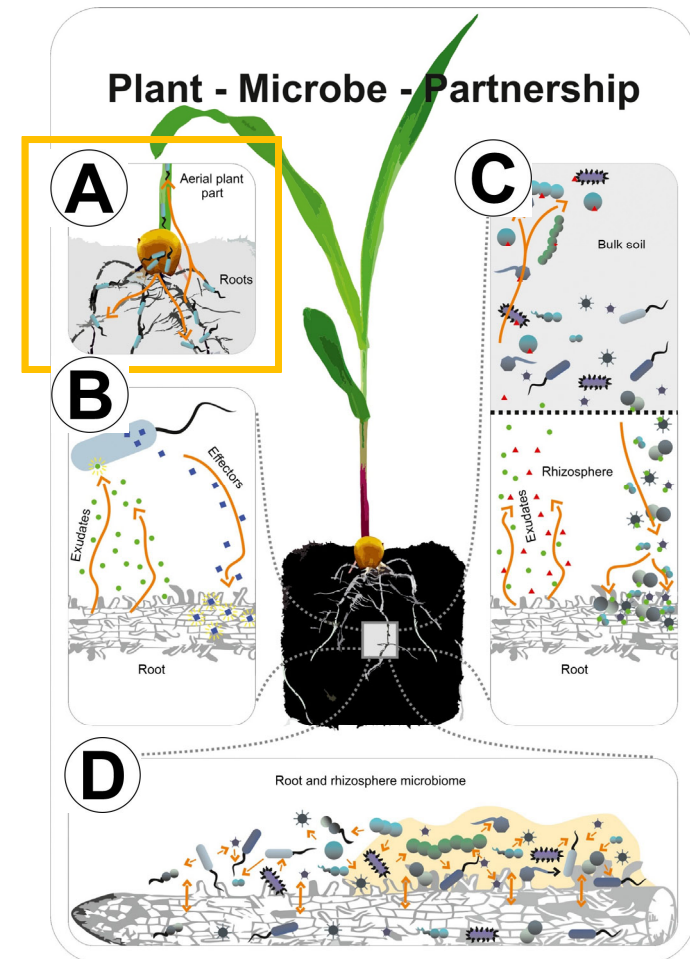 Plant - Microbe - Partnership
A
Aerial plant
part
Roots
B
Exudates
Effectors
Root
C
Bulk soil
Rhizosphere
Exudates
Root
D
Root and rhizosphere microbiome